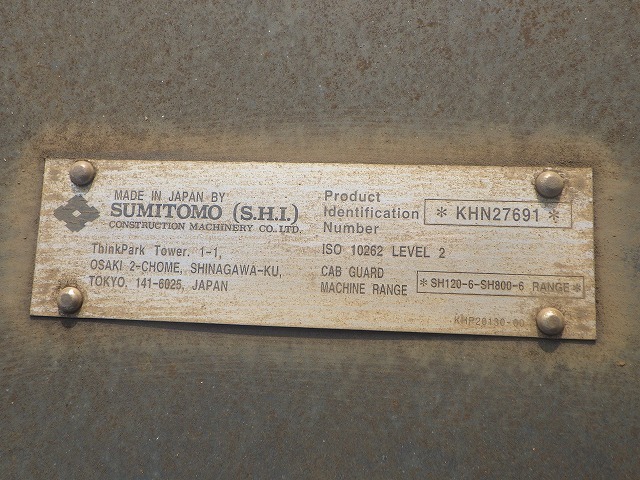 MADE IN JAPAN BY
SUMITOMO (S.H.I.)
CONSTRUCTION MACHINERY CO., LTD.
ThinkPark Tower. 1-1,
OSAKI 2-CHOME, SHINAGAWA-KU,
TOKYO, 141-6025, JAPAN
Product
Identification
Number
* KHN27691 *
ISO 10262 LEVEL 2
CAB GUARD
MACHINE RANGE
* SH120-6-SH800-6 RANGE *
KHP20130-00